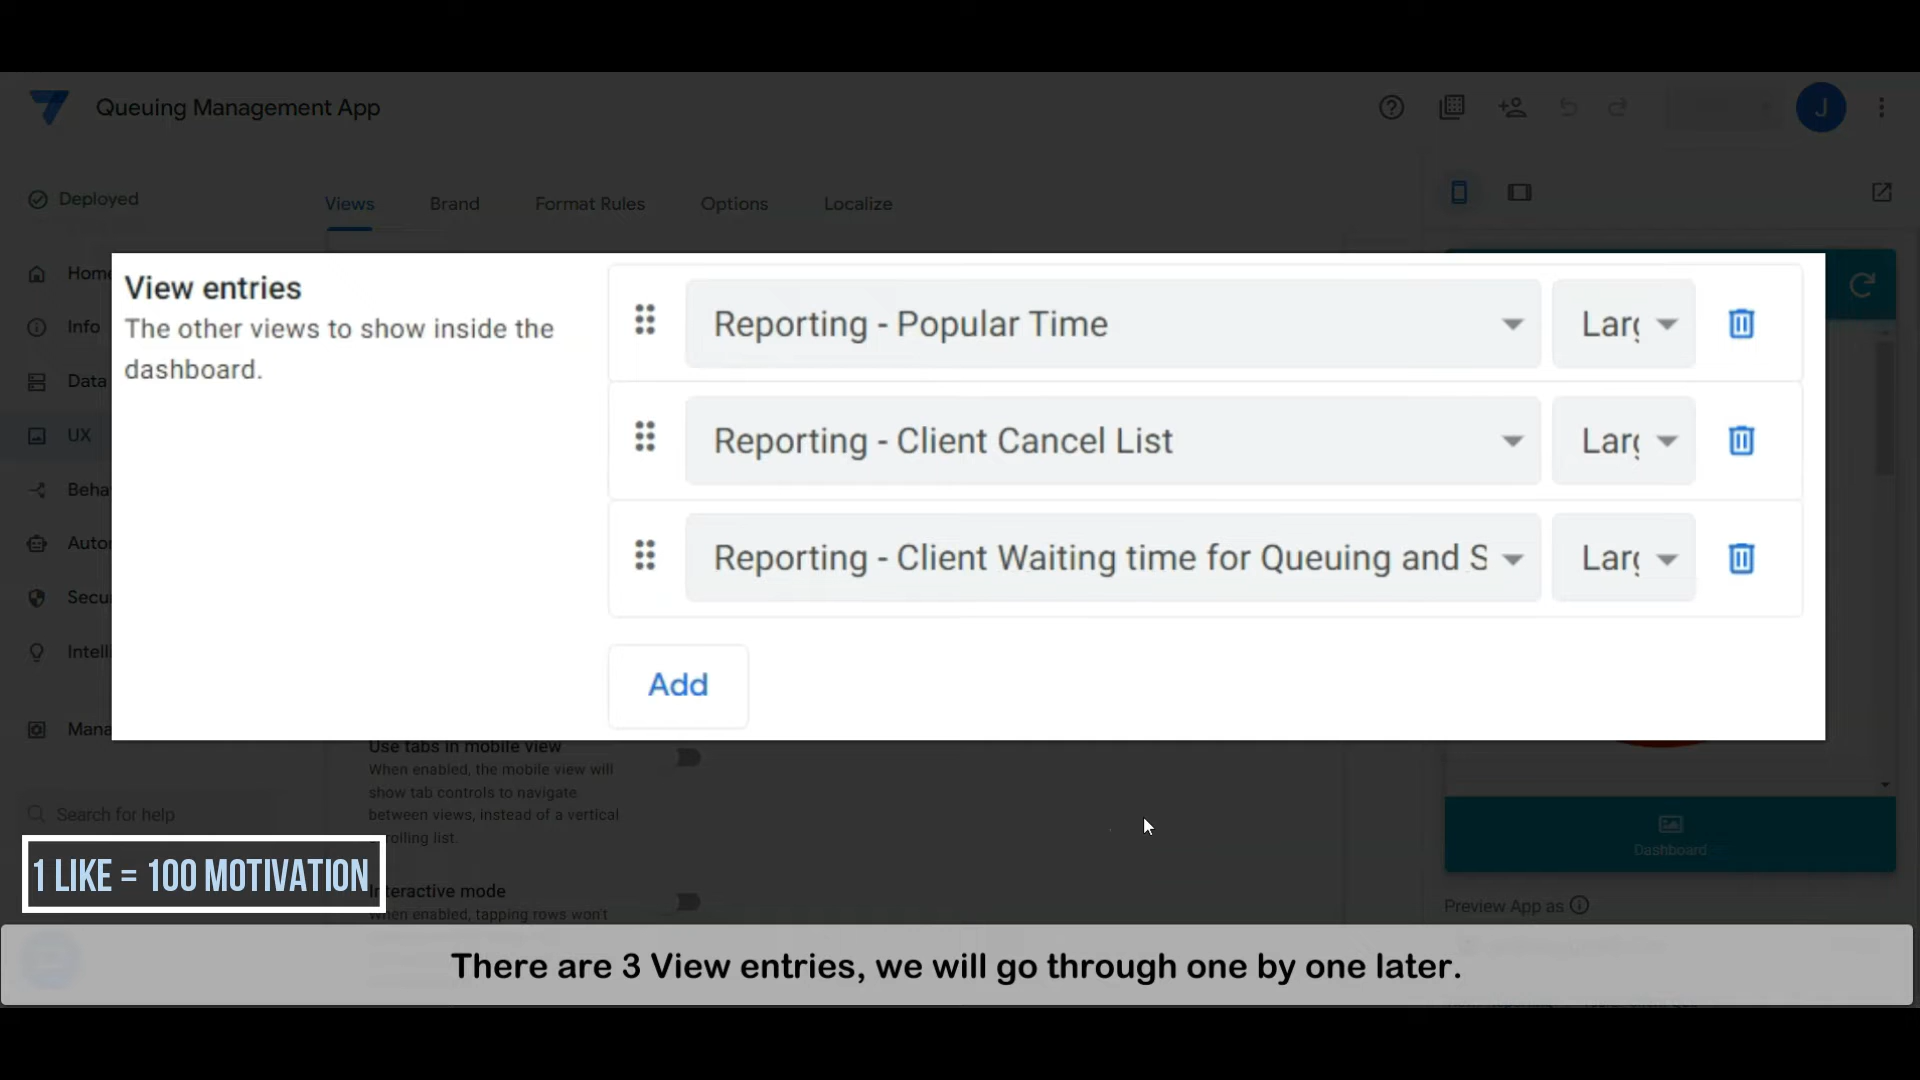 Queuing Management App
J
Deployed
Views
Brand
Format Rules
Options
Localize
Home
Info
Data
UX
Beha
Autor
Secu
Intell
Mana
Search for help
View entries
The other views to show inside the
dashboard.
Reporting - Popular Time
Larg
Reporting - Client Cancel List
Larg
Reporting - Client Waiting time for Queuing and S
Larg
Add
Use tabs in mobile view
When enabled, the mobile view will
show tab controls to navigate
between views, instead of a vertical
olling list.
1 LIKE = 100 MOTIVATION
teractive mode
When enabled, tapping rows won't
Dashboard
Preview App as
There are 3 View entries, we will go through one by one later.